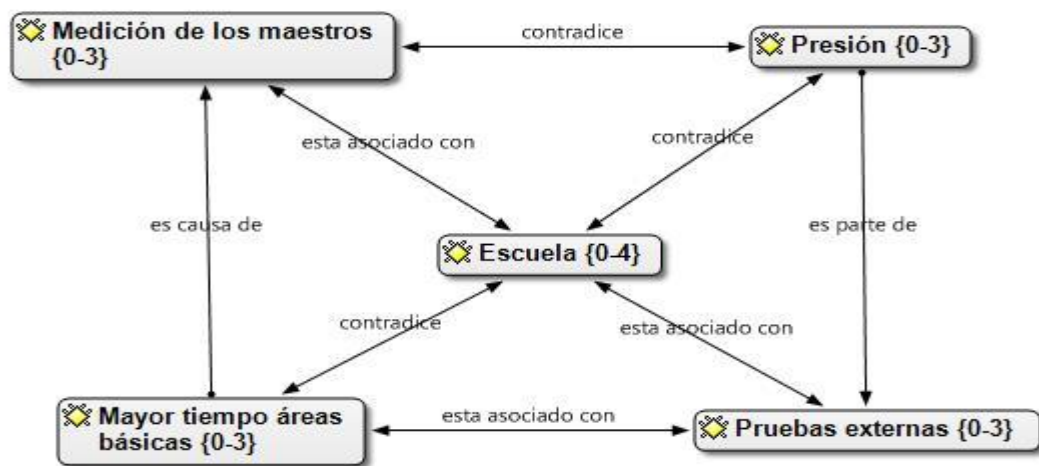 Medición de los maestros
{0-3}
contradice
Presión {0-3}
esta asociado con
contradice
es causa de
es parte de
Escuela {0-4}
contradice
esta asociado con
Mayor tiempo áreas
básicas {0-3}
esta asociado con
Pruebas externas {0-3}